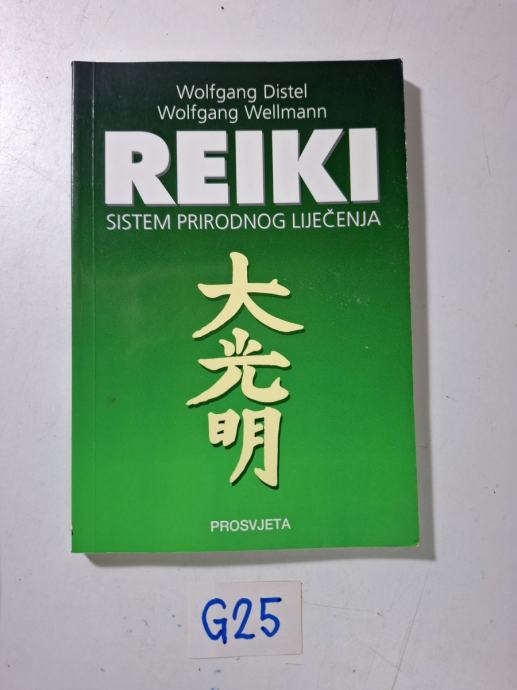 Wolfgang Distel
Wolfgang Wellmann
REIKI
SISTEM PRIRODNOG LIJEČENJA
大
光
明
PROSVJETA
G25